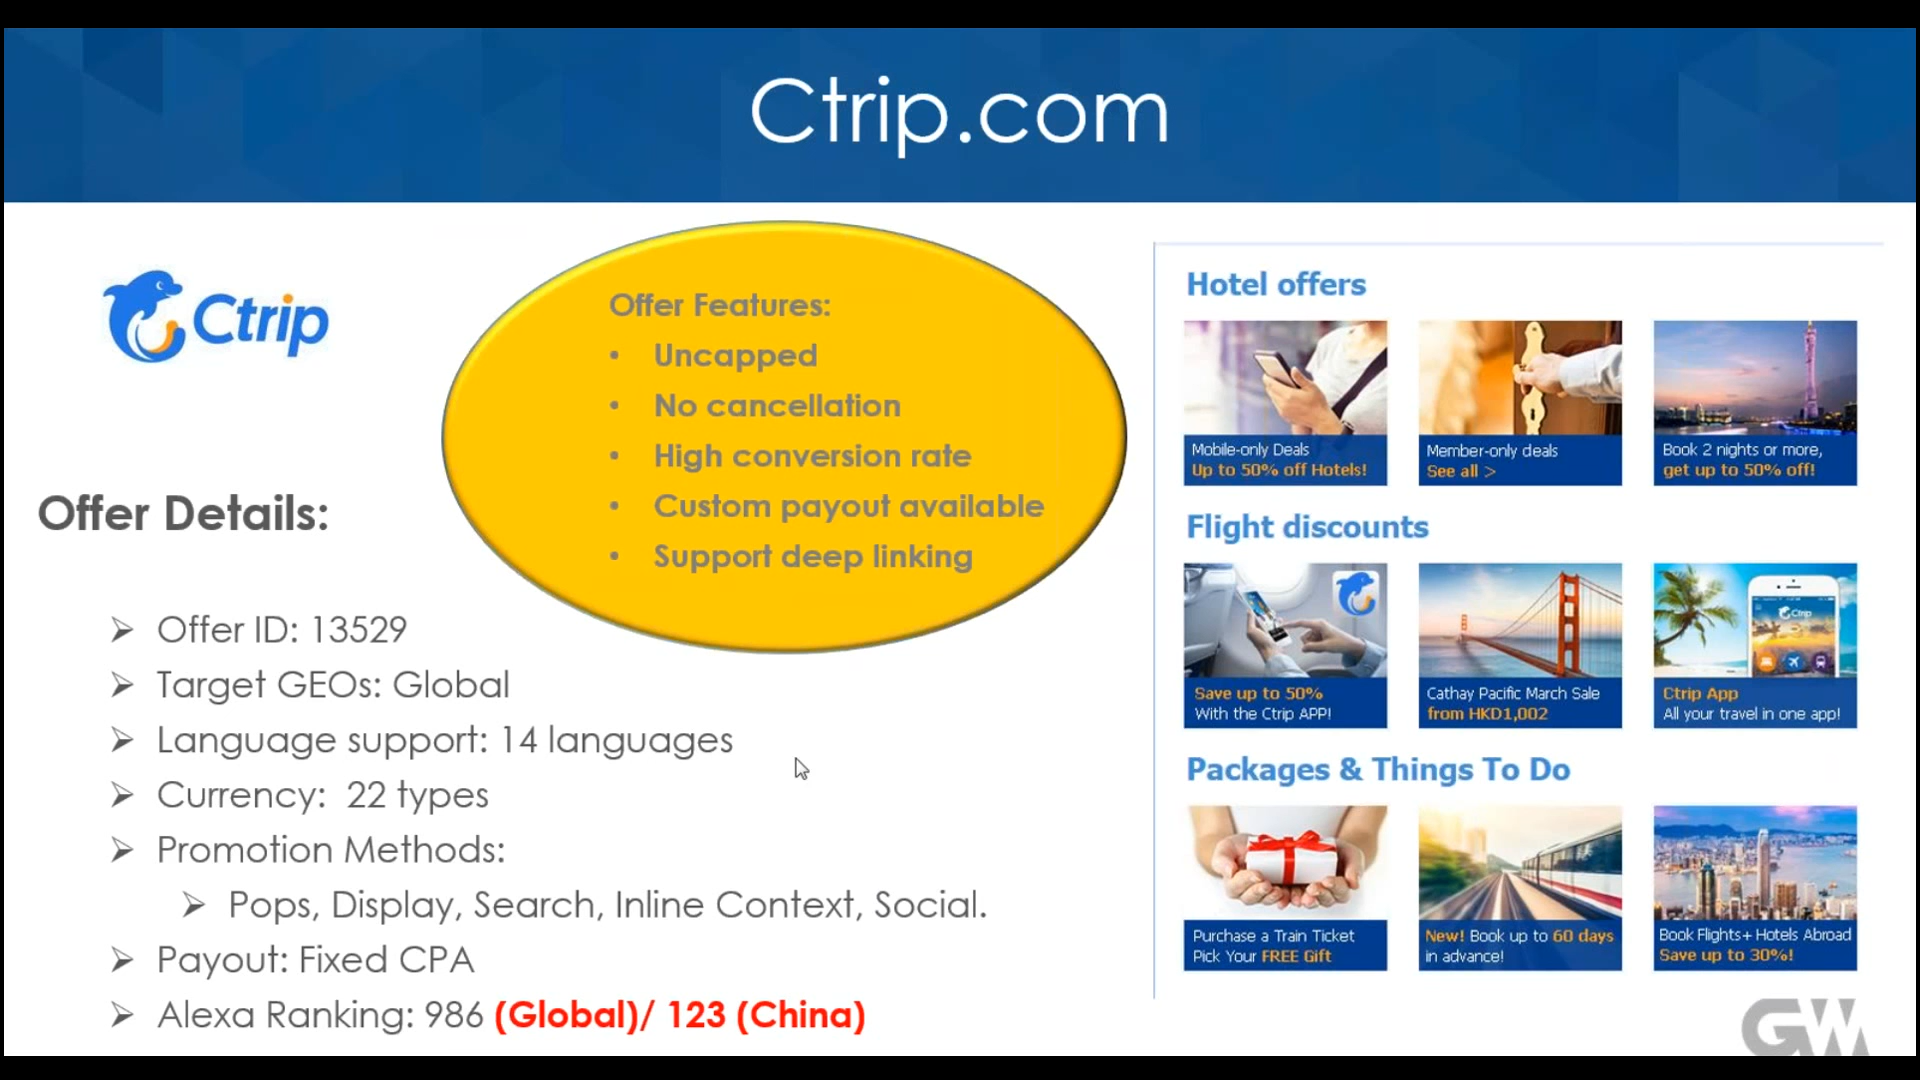 Ctrip.com
Ctrip
Offer Features:
• Uncapped
• No cancellation
• High conversion rate
• Custom payout available
• Support deep linking
Offer Details:
➢ Offer ID: 13529
➢ Target GEOs: Global
➢ Language support: 14 languages
➢ Currency: 22 types
➢ Promotion Methods:
➢ Pops, Display, Search, Inline Context, Social.
➢ Payout: Fixed CPA
➢ Alexa Ranking: 986 (Global)/ 123 (China)
Hotel offers
Mobile-only Deals
Up to 50% off Hotels!
Member-only deals
See all >
Book 2 nights or more,
get up to 50% off!
Flight discounts
Save up to 50%
With the Ctrip APP!
Cathay Pacific March Sale
from HKD1,002
Ctrip
Ctrip App
All your travel in one app!
Packages & Things To Do
Purchase a Train Ticket
Pick Your FREE Gift
New! Book up to 60 days
in advance!
Book Flights+ Hotels Abroad
Save up to 30%!
GW